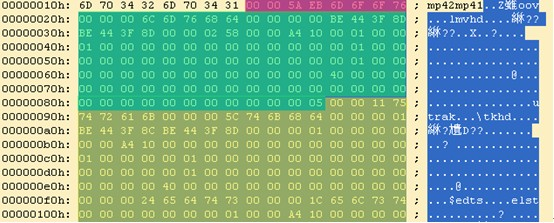 00000010h: 6D 70 34 32 6D 70 34 31 00 00 5A EB 6D 6F 6F 76 ; mp42mp41..Z雖oov
00000020h: 00 00 00 6C 6D 76 68 64 00 00 00 00 BE 44 3F 8D ; ...lmvhd....綝?
00000030h: BE 44 3F 8D 00 00 02 58 00 00 A4 10 00 01 00 00 ; 綝??..X..?.....
00000040h: 01 00 00 00 00 00 00 00 00 00 00 00 00 01 00 00 ; ................
00000050h: 00 00 00 00 00 00 00 00 00 00 00 00 00 01 00 00 ; ................
00000060h: 00 00 00 00 00 00 00 00 00 00 00 00 40 00 00 00 ; ............@...
00000070h: 00 00 00 00 00 00 00 00 00 00 00 00 00 00 00 00 ; ................
00000080h: 00 00 00 00 00 00 00 00 00 00 00 05 00 00 11 75 ; ...............u
00000090h: 74 72 61 6B 00 00 00 5C 74 6B 68 64 00 00 00 01 ; trak...\tkhd....
000000a0h: BE 44 3F 8C BE 44 3F 8D 00 00 00 01 00 00 00 00 ;
000000b0h: 00 00 A4 10 00 00 00 00 00 00 00 00 00 00 00 00 ; ..?............
000000c0h: 01 00 00 00 00 01 00 00 00 00 00 00 00 00 00 00 ; ................
000000d0h: 00 00 00 00 00 01 00 00 00 00 00 00 00 00 00 00 ; ................
000000e0h: 00 00 00 00 40 00 00 00 00 00 00 00 00 00 00 00 ; ....@...........
000000f0h: 00 00 00 24 65 64 74 73 00 00 00 1C 65 6C 73 74 ; ...$edts....elst
00000100h: 00 00 00 00 00 00 00 01 00 00 A4 10 00 00 00 00 ;